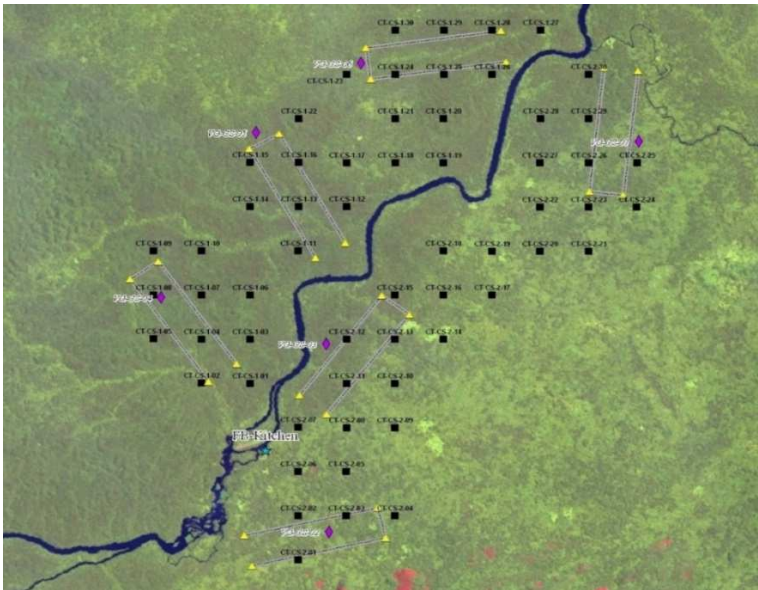 CT-CS-1-30 CT-CS-1-29 CT-CS-1-28 CT-CS-1-27
CT-CS-1-23 CT-CS-1-24 CT-CS-1-25 CT-CS-1-26 CT-CS-2-30
CT-CS-1-22 CT-CS-1-21 CT-CS-1-20 CT-CS-2-28 CT-CS-2-29
CT-CS-1-15 CT-CS-1-16 CT-CS-1-17 CT-CS-1-18 CT-CS-1-19 CT-CS-2-27 CT-CS-2-26 CT-CS-2-25
CT-CS-1-14 CT-CS-1-13 CT-CS-1-12 CT-CS-2-22 CT-CS-2-23 CT-CS-2-24
CT-CS-1-09 CT-CS-1-10 CT-CS-1-11 CT-CS-2-18 CT-CS-2-19 CT-CS-2-20 CT-CS-2-21
CT-CS-1-08 CT-CS-1-07 CT-CS-1-06 CT-CS-2-15 CT-CS-2-16 CT-CS-2-17
CT-CS-1-05 CT-CS-1-04 CT-CS-1-03 CT-CS-2-12 CT-CS-2-13 CT-CS-2-14
CT-CS-1-02 CT-CS-1-01 CT-CS-2-11 CT-CS-2-10
CT-CS-2-07 CT-CS-2-08 CT-CS-2-09
CT-CS-2-06 CT-CS-2-05
CT-CS-2-02 CT-CS-2-03 CT-CS-2-04
CT-CS-2-01